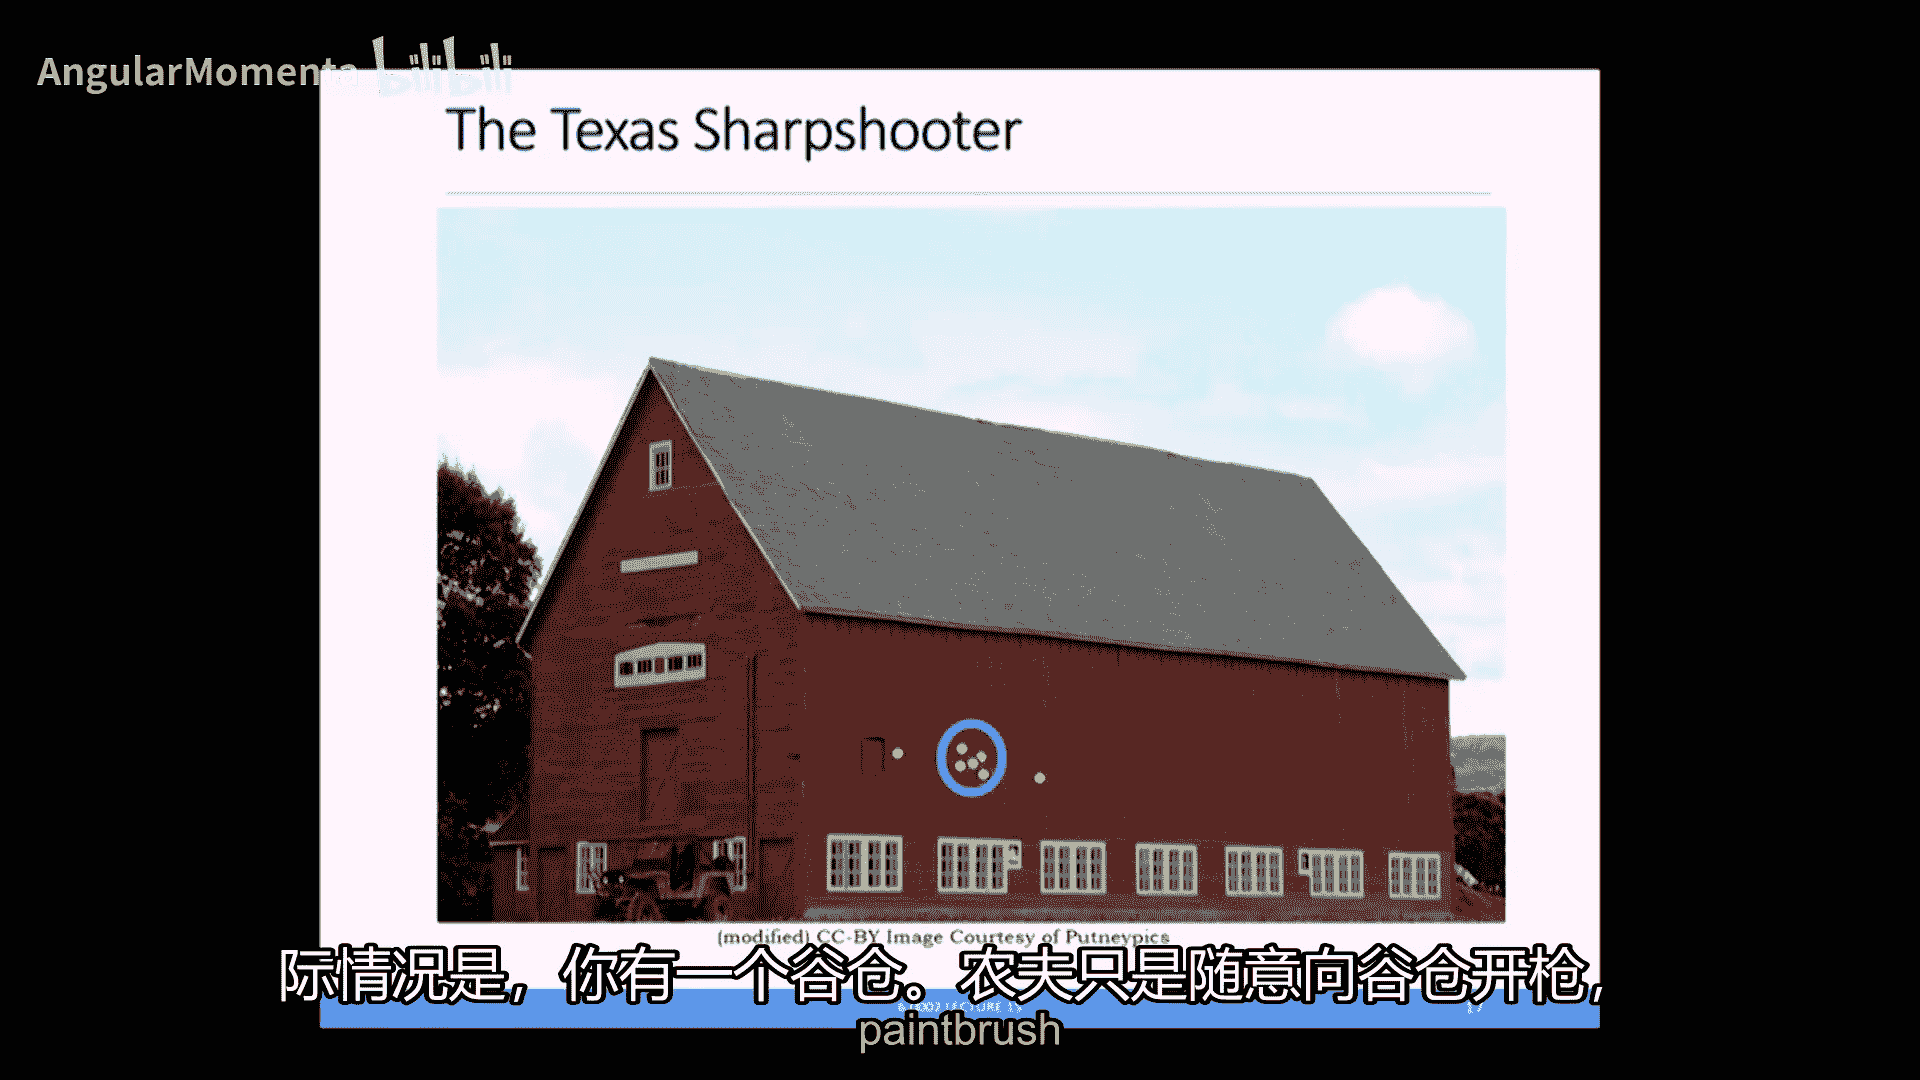 AngularMomenta bilibili
The Texas Sharpshooter
(modified) CC-BY Image Courtesy of Putneypics
际情况是，你有一个谷仓。农夫只是随意向谷仓开枪，
paintbrush